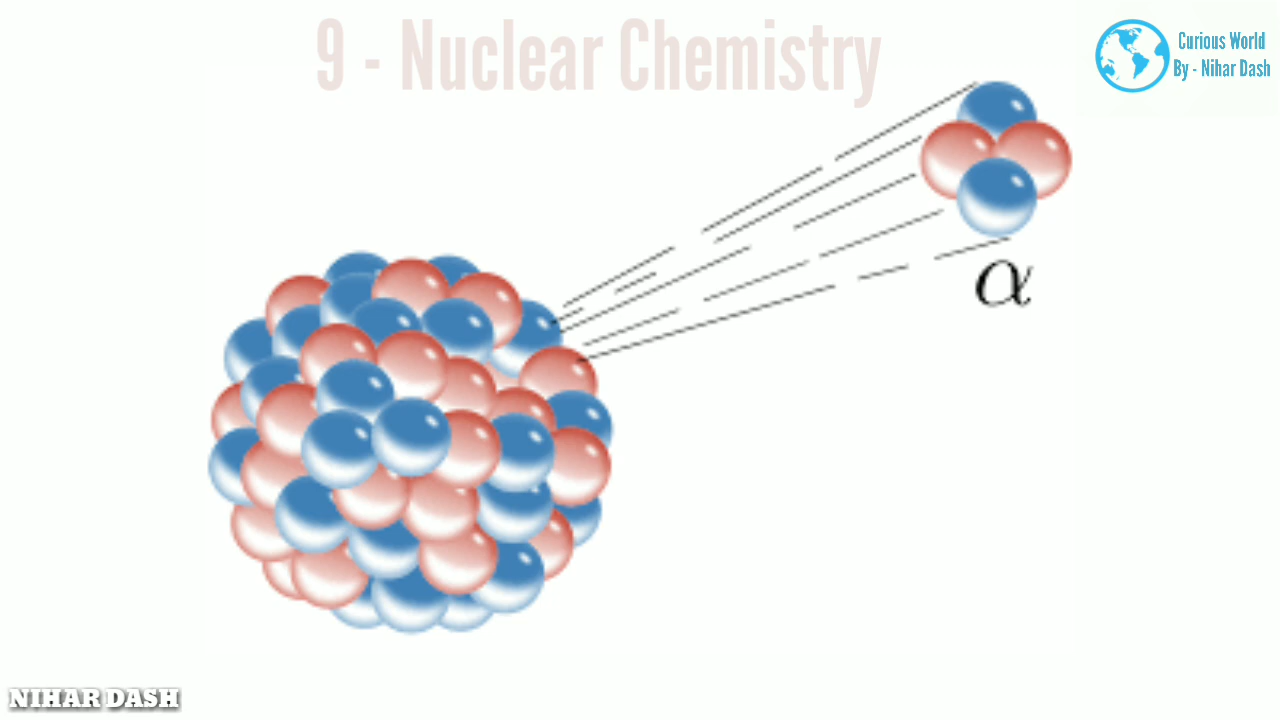 9 - Nuclear Chemistry
Curious World
By - Nihar Dash
α
NIHAR DASH